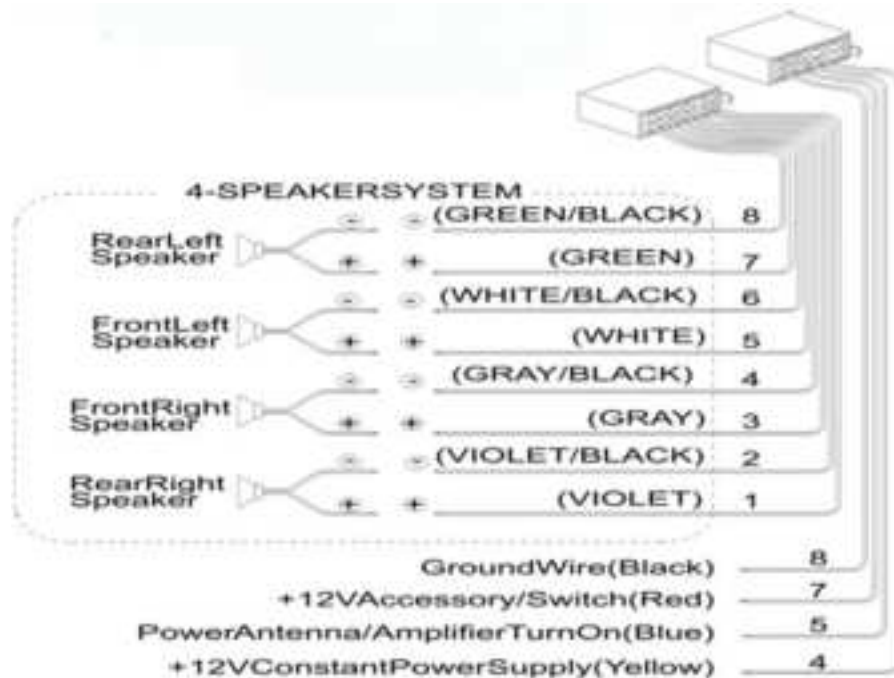 4-SPEAKERSYSTEM
(GREEN/BLACK) 8
RearLeft
Speaker
(GREEN) 7
(WHITE/BLACK) 6
FrontLeft
Speaker
(WHITE) 5
(GRAY/BLACK) 4
FrontRight
Speaker
(GRAY) 3
(VIOLET/BLACK) 2
RearRight
Speaker
(VIOLET) 1
GroundWire(Black) 8
+12VAccessory/Switch(Red) 7
PowerAntenna/AmplifierTurnOn(Blue) 5
+12VConstantPowerSupply(Yellow) 4